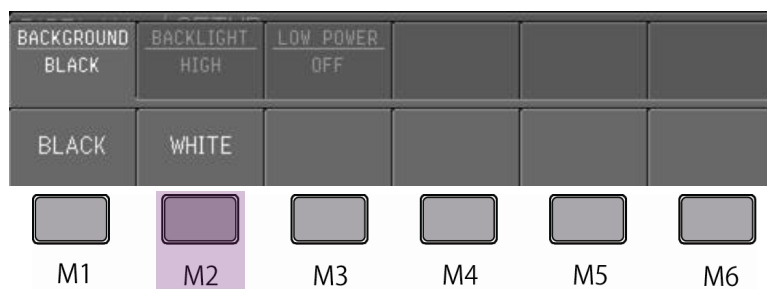 BACKGROUND BACKLIGHT LOW POWER
BLACK HIGH OFF
BLACK WHITE
M1 M2 M3 M4 M5 M6